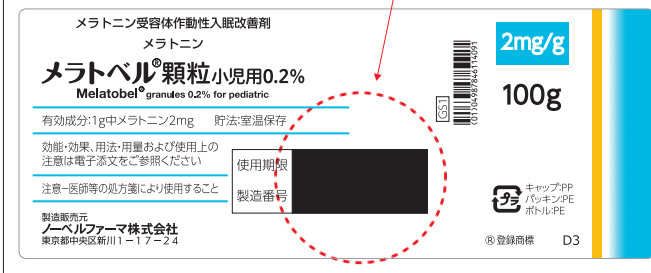 メラトニン受容体作動性入眠改善剤
メラトニン
メラトベル®顆粒小児用0.2%
Melatobel® granules 0.2% for pediatric
有効成分:1g中メラトニン2mg 貯法:室温保存
効能・効果、用法・用量および使用上の
注意は電子添文をご参照ください
注意-医師等の処方箋により使用すること
使用期限
製造番号
製造販売元
ノーベルファーマ株式会社
東京都中央区新川1-17-24
GS1
(01)04987846114091
2mg/g
100g
プラ
キャップ:PP
パッキン:PE
ボトル:PE
® 登録商標 D3